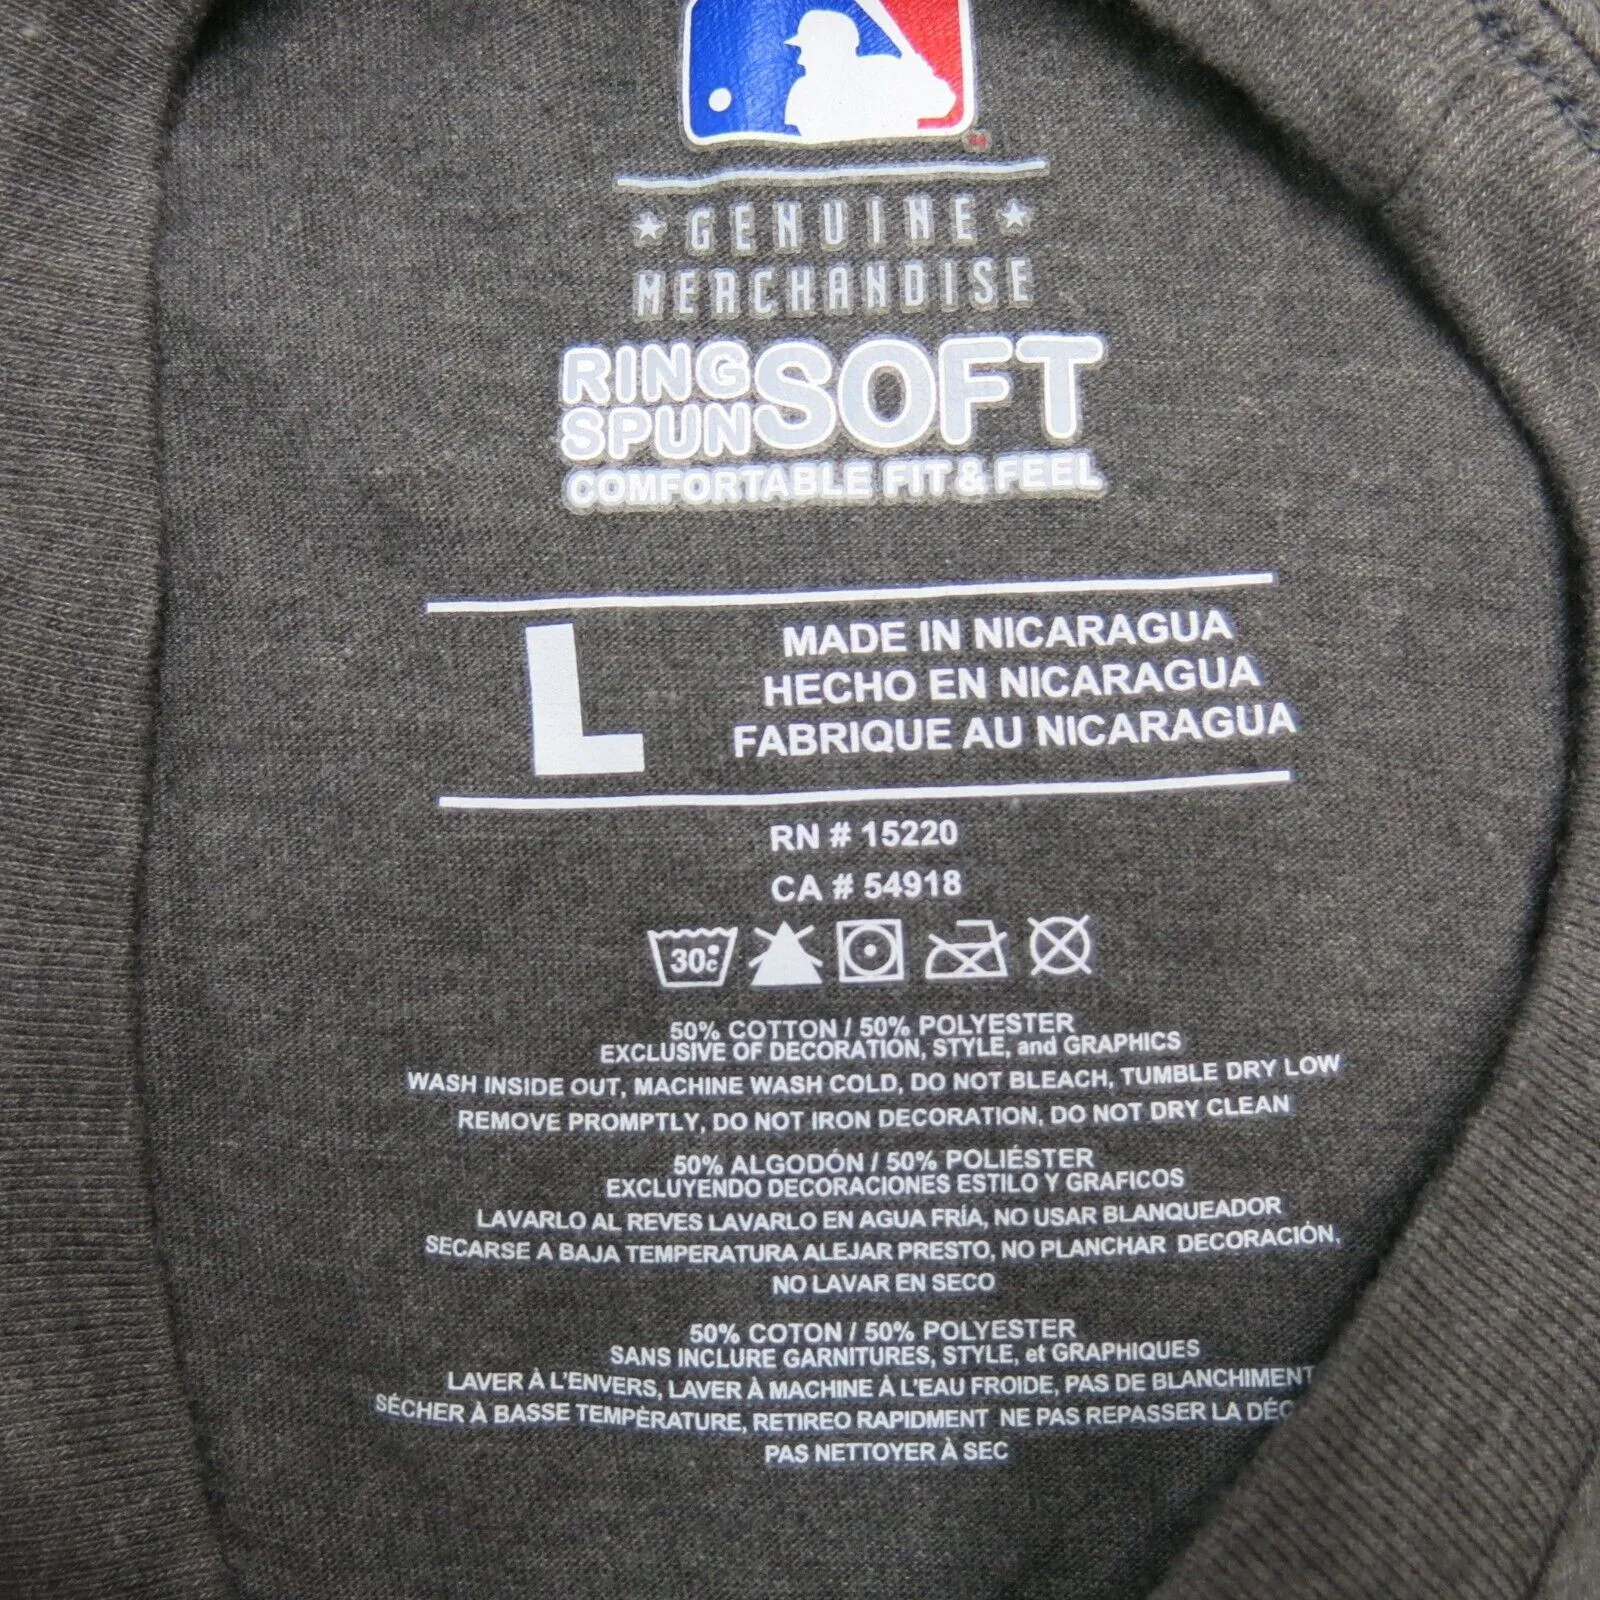 ★ GENUINE ★
MERCHANDISE
RING SPUN SOFT
COMFORTABLE FIT & FEEL
L
MADE IN NICARAGUA
HECHO EN NICARAGUA
FABRIQUE AU NICARAGUA
RN # 15220
CA # 54918
30°C
50% COTTON / 50% POLYESTER
EXCLUSIVE OF DECORATION, STYLE, and GRAPHICS
WASH INSIDE OUT, MACHINE WASH COLD, DO NOT BLEACH, TUMBLE DRY LOW
REMOVE PROMPTLY, DO NOT IRON DECORATION, DO NOT DRY CLEAN
50% ALGODÓN / 50% POLIÉSTER
EXCLUYENDO DECORACIONES ESTILO Y GRAFICOS
LAVARLO AL REVES LAVARLO EN AGUA FRÍA, NO USAR BLANQUEADOR
SECARSE A BAJA TEMPERATURA ALEJAR PRESTO, NO PLANCHAR DECORACIÓN,
NO LAVAR EN SECO
50% COTON / 50% POLYESTER
SANS INCLURE GARNITURES, STYLE, et GRAPHIQUES
LAVER À L'ENVERS, LAVER À MACHINE À L'EAU FROIDE, PAS DE BLANCHIMENT
SÉCHER À BASSE TEMPÈRATURE, RETIREO RAPIDMENT NE PAS REPASSER LA DÉC
PAS NETTOYER À SEC